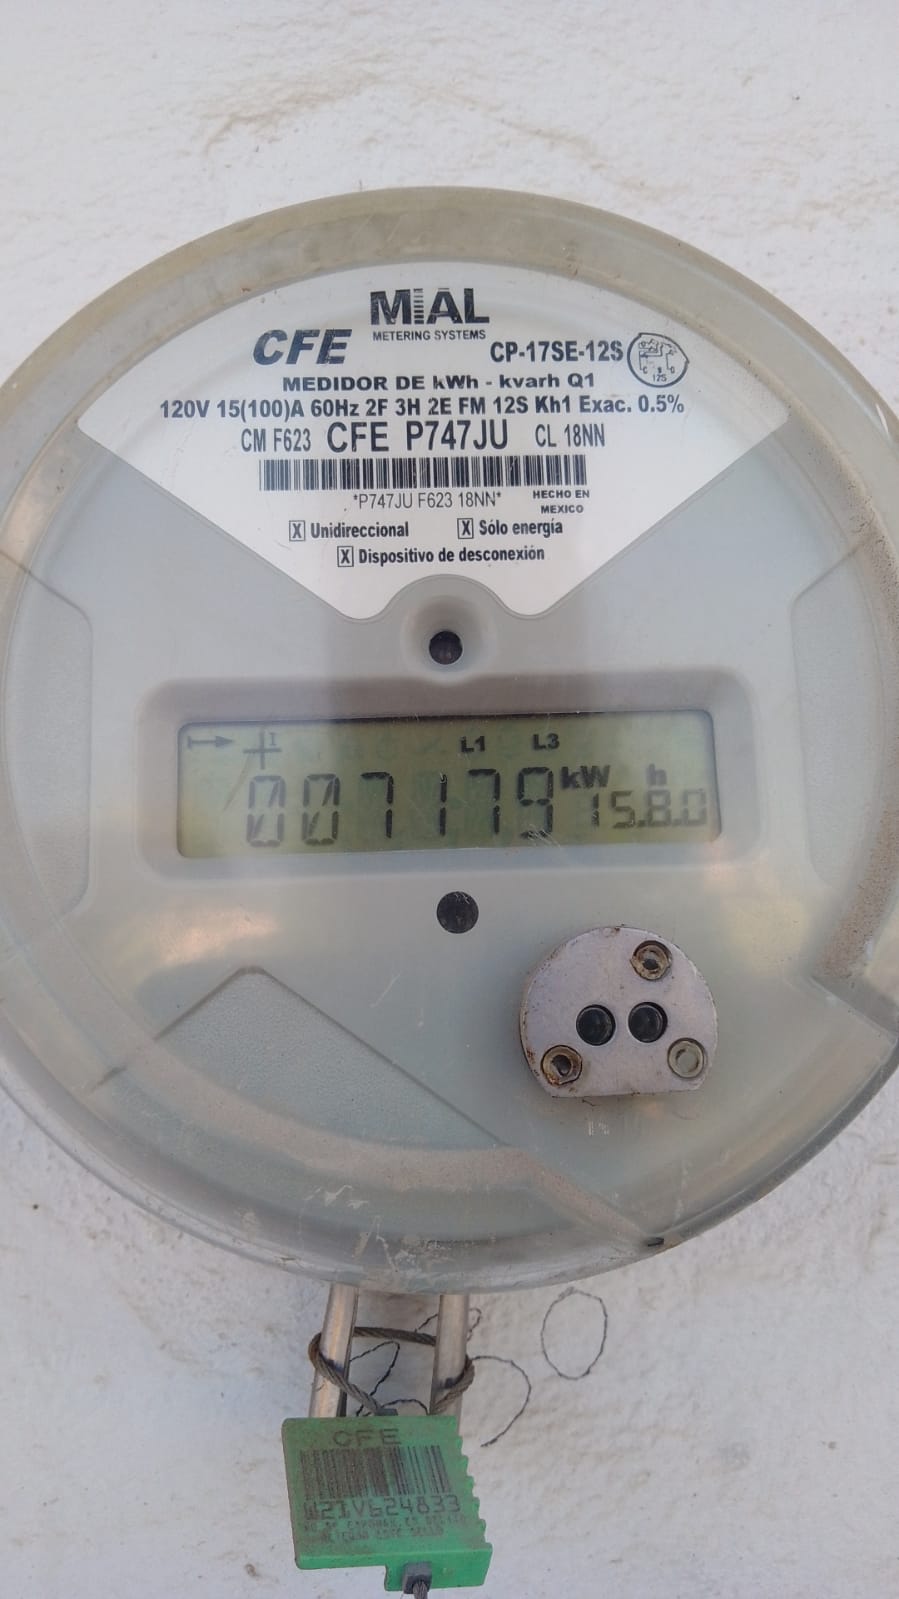 MIAL
METERING SYSTEMS
CFE
CP-17SE-12S
12S
MEDIDOR DE kWh - kvarh Q1
120V 15(100)A 60Hz 2F 3H 2E FM 12S Kh1 Exac. 0.5%
CM F623 CFE P747JU CL 18NN
*P747JU F623 18NN*
HECHO EN
MEXICO
X Unidireccional X Sólo energía
X Dispositivo de desconexión
L1 L3
007179 kW h
15.8.0
CFE
W21V624833